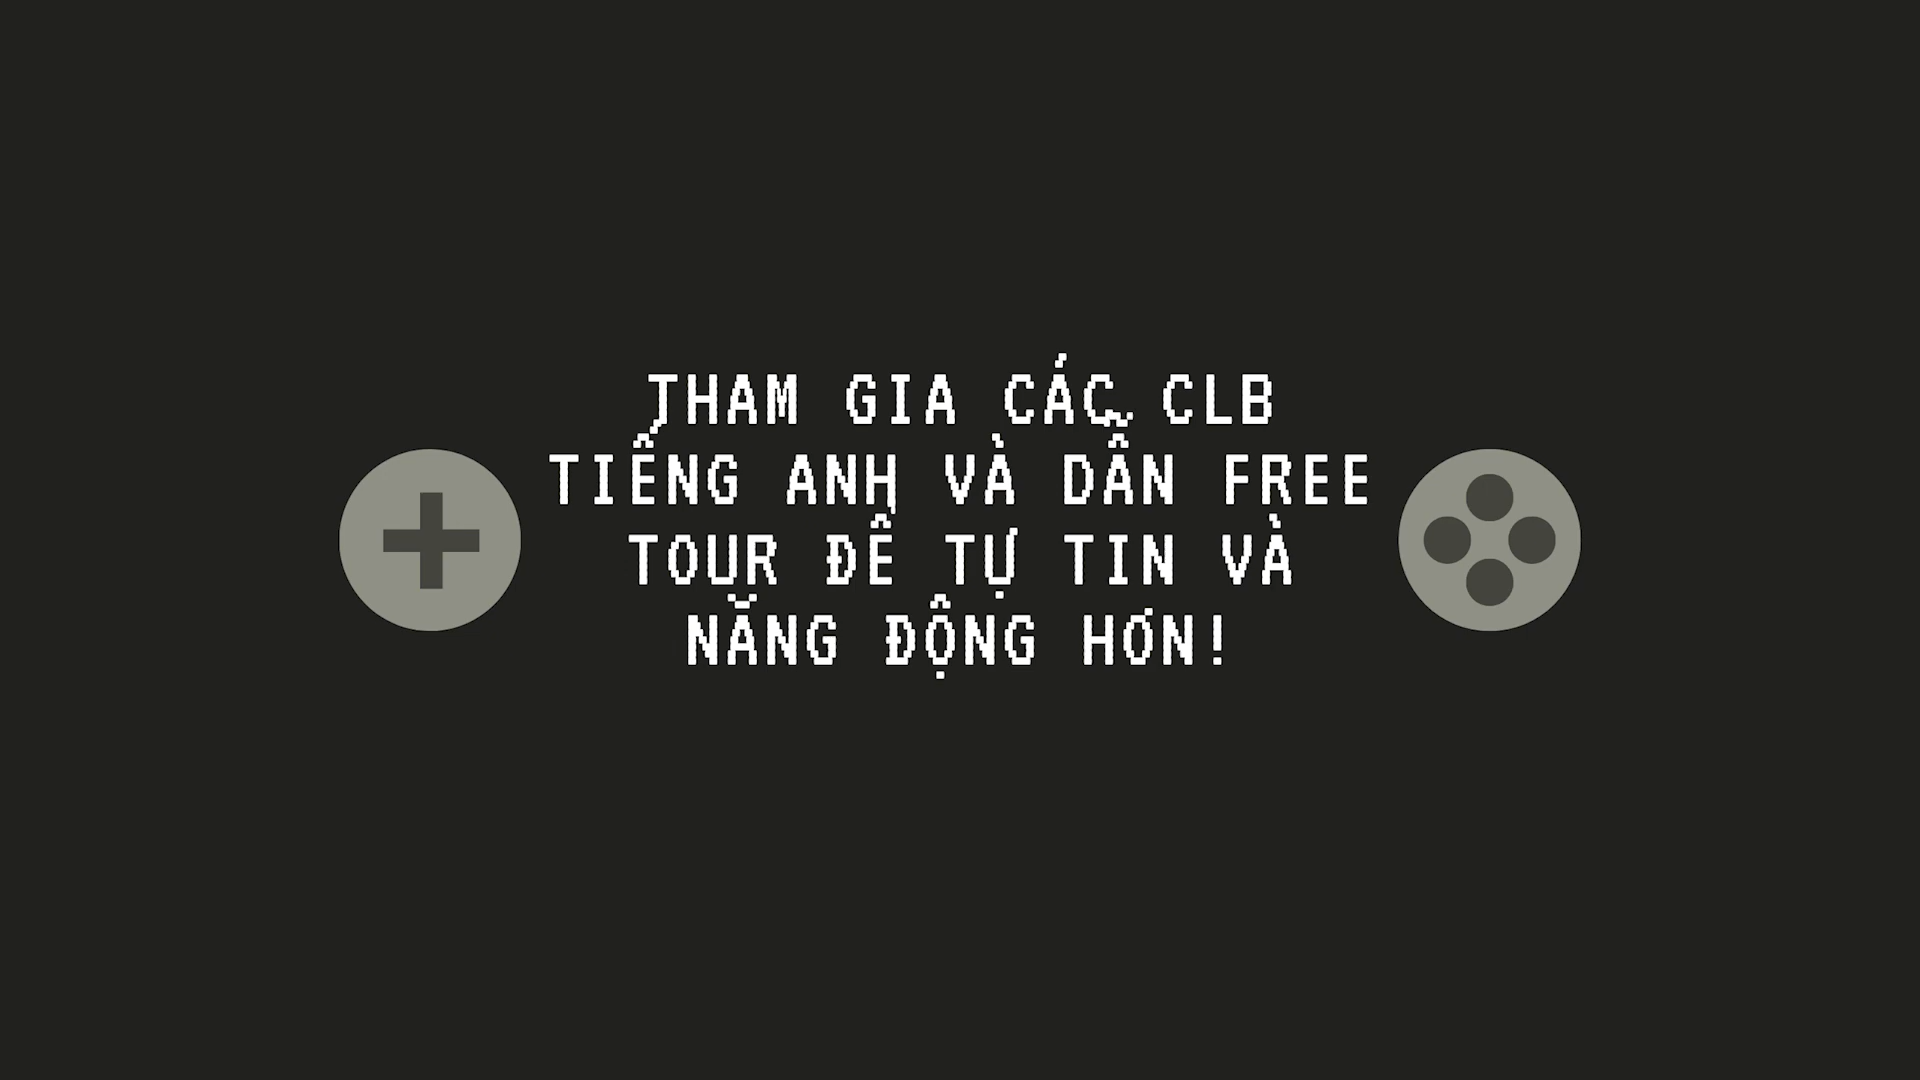 THAM GIA CÁC CLB
TIẾNG ANH VÀ DẪN FREE
TOUR ĐỂ TỰ TIN VÀ
NĂNG ĐỘNG HƠN!